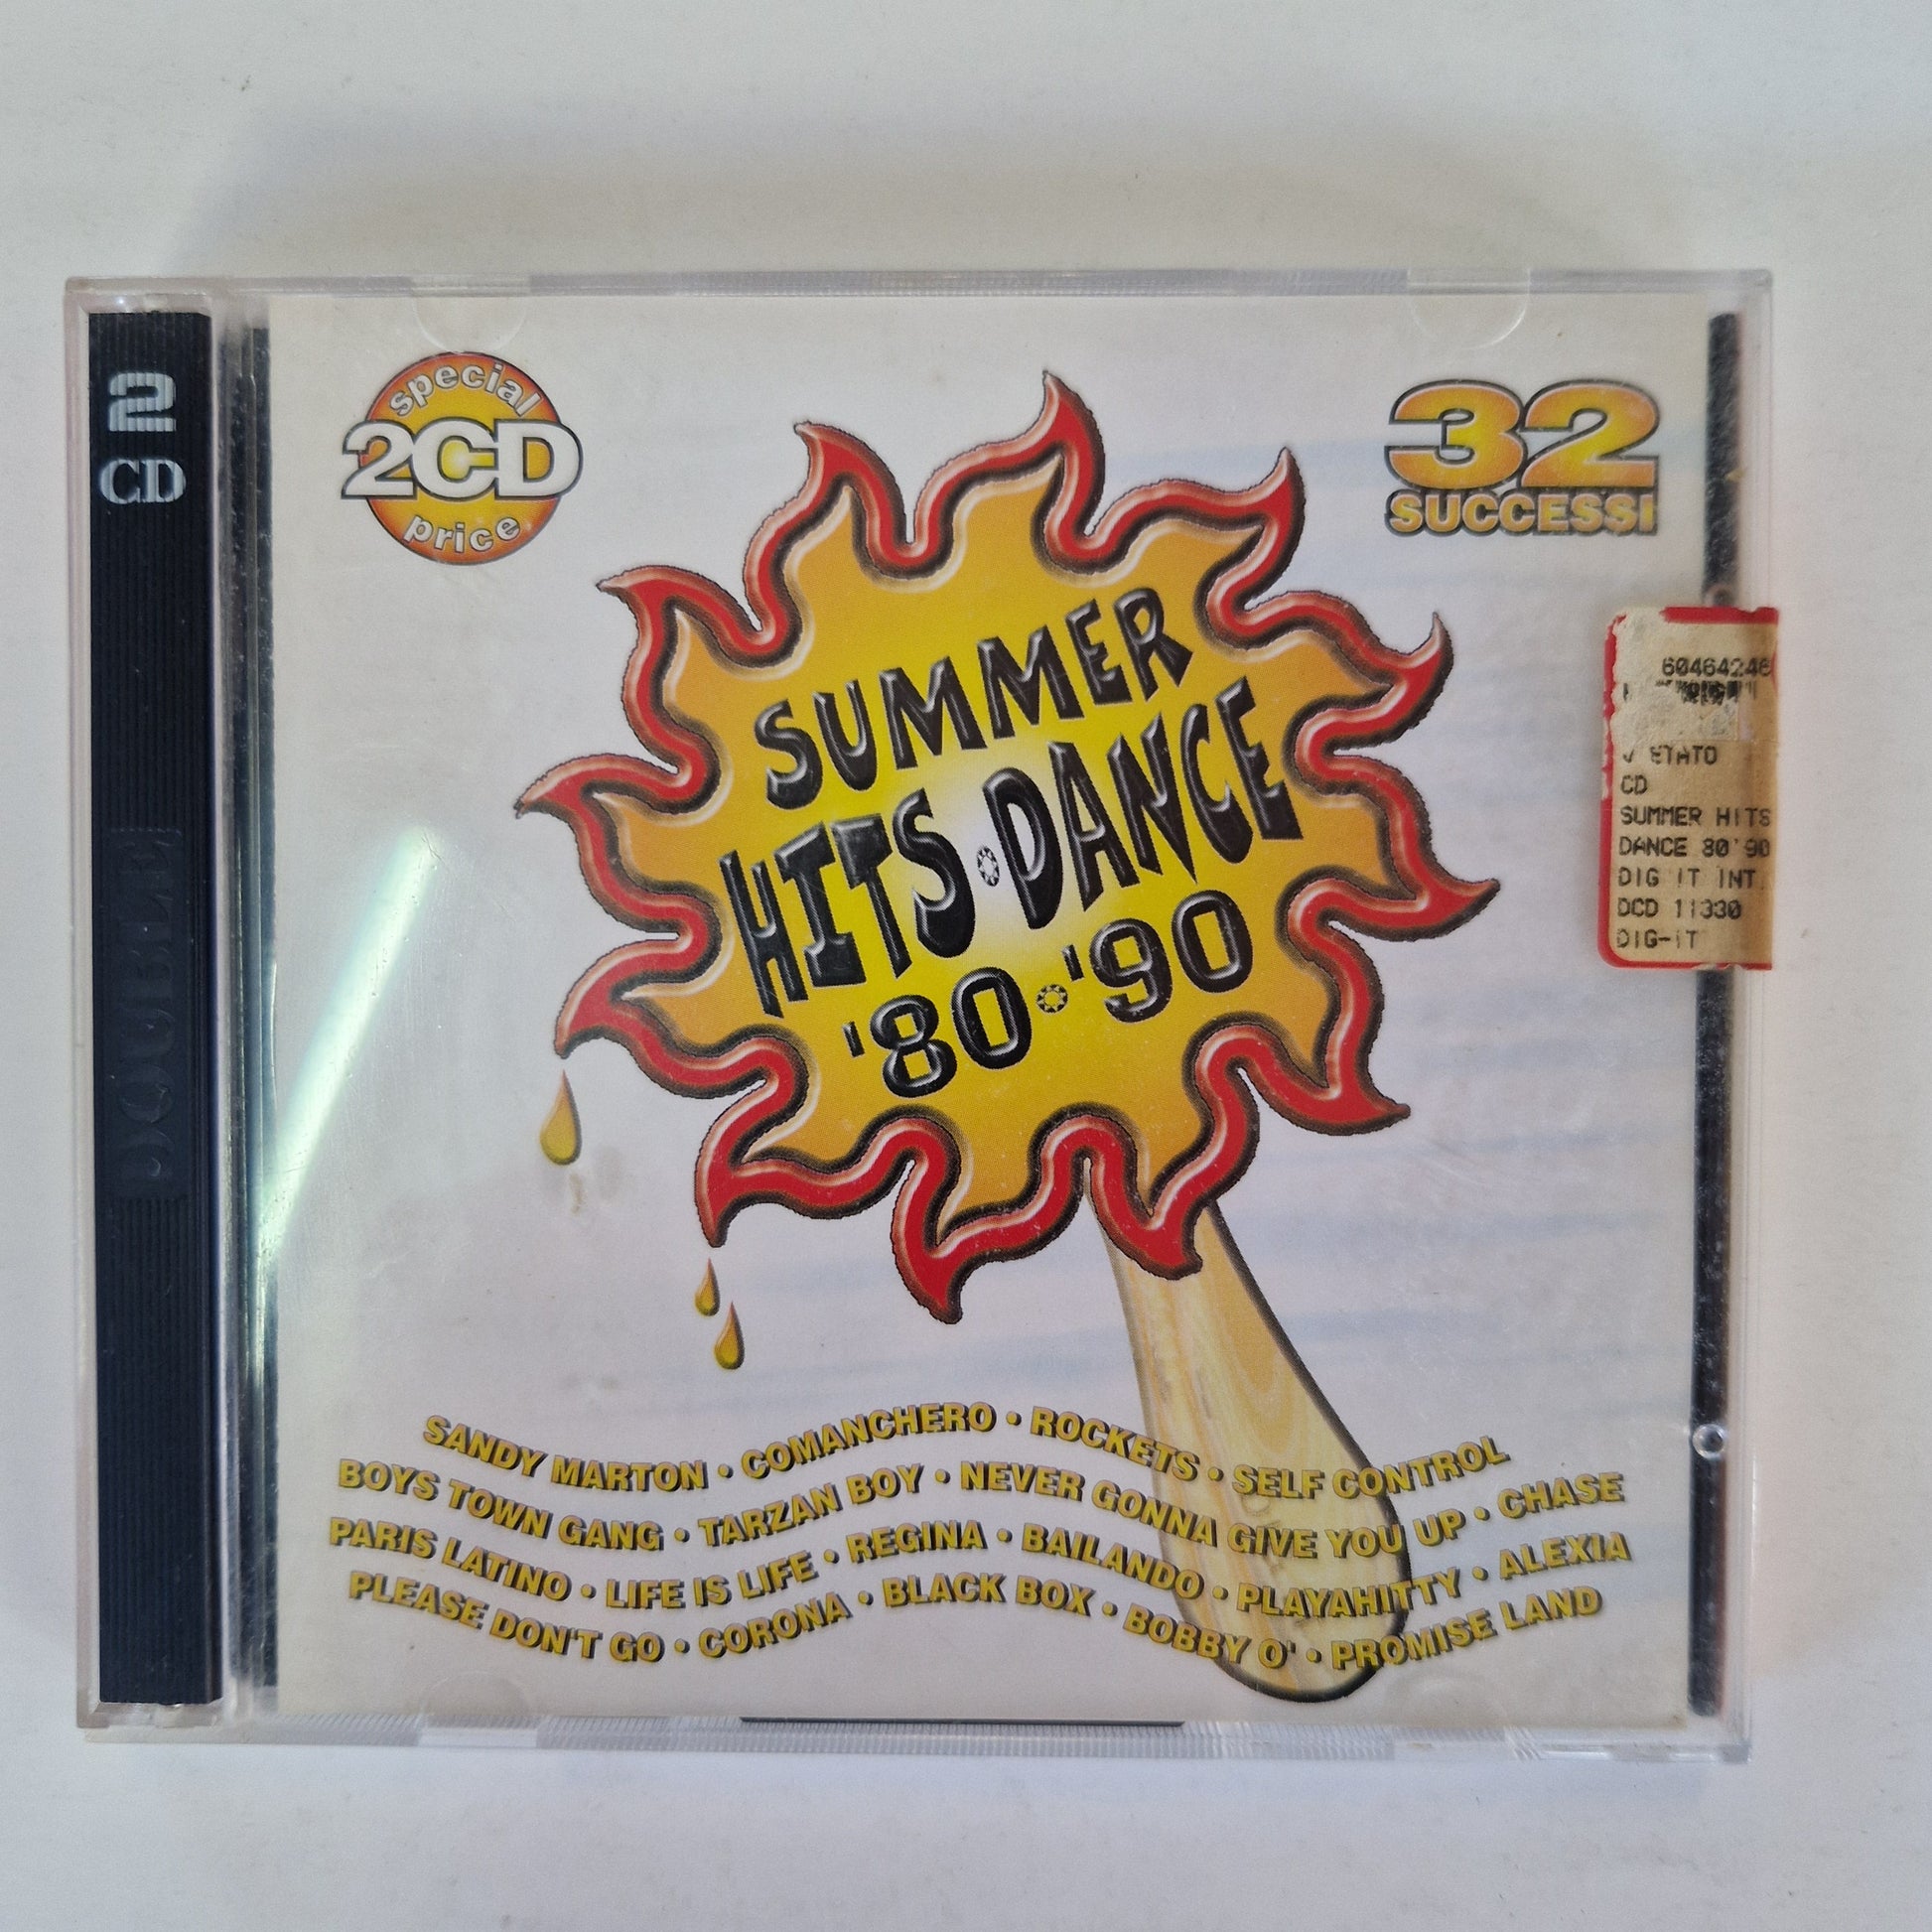 2
CD
DOUBLE
special
2CD
price
32
SUCCESSI
SUMMER
HITS•DANCE
'80•'90
60464246
CD
SUMMER HITS
DANCE 80'90
DIG IT INT.
DCD 11330
DIG-IT
SANDY MARTON • COMANCHERO • ROCKETS • SELF CONTROL
BOYS TOWN GANG • TARZAN BOY • NEVER GONNA GIVE YOU UP • CHASE
PARIS LATINO • LIFE IS LIFE • REGINA • BAILANDO • PLAYAHITTY • ALEXIA
PLEASE DON'T GO • CORONA • BLACK BOX • BOBBY O' • PROMISE LAND